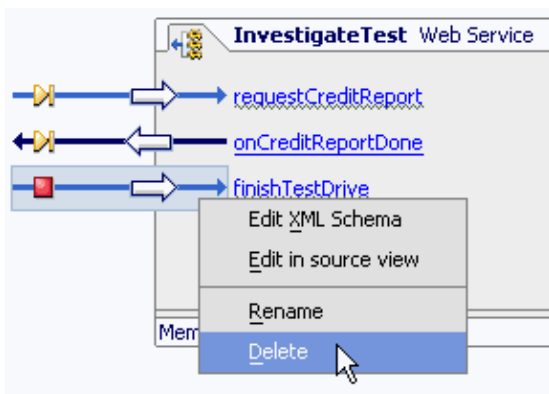 InvestigateTest Web Service
requestCreditReport
onCreditReportDone
finishTestDrive
Edit XML Schema
Edit in source view
Rename
Mem
Delete